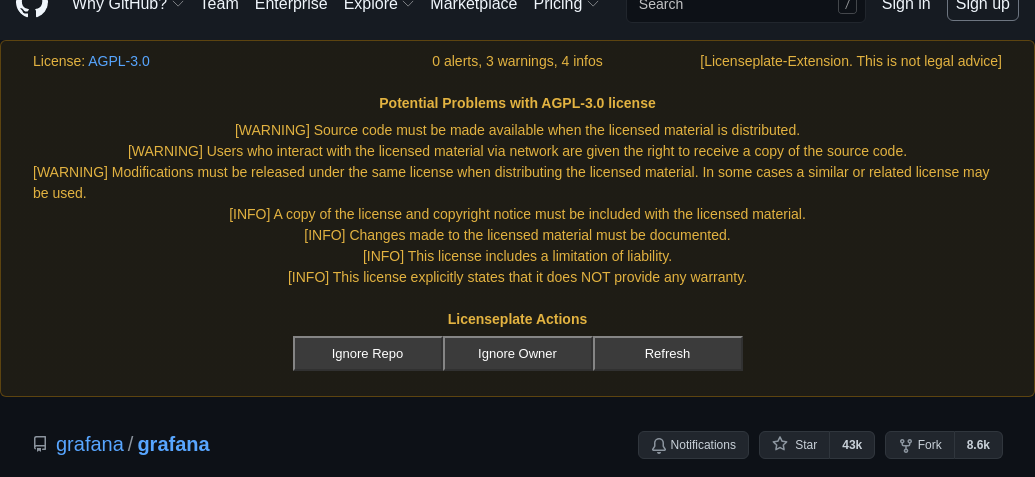 Why GitHub? Team Enterprise Explore Marketplace Pricing Search / Sign in Sign up
License: AGPL-3.0 0 alerts, 3 warnings, 4 infos [Licenseplate-Extension. This is not legal advice]
Potential Problems with AGPL-3.0 license
[WARNING] Source code must be made available when the licensed material is distributed.
[WARNING] Users who interact with the licensed material via network are given the right to receive a copy of the source code.
[WARNING] Modifications must be released under the same license when distributing the licensed material. In some cases a similar or related license may
be used.
[INFO] A copy of the license and copyright notice must be included with the licensed material.
[INFO] Changes made to the licensed material must be documented.
[INFO] This license includes a limitation of liability.
[INFO] This license explicitly states that it does NOT provide any warranty.
Licenseplate Actions
Ignore Repo Ignore Owner Refresh
grafana / grafana Notifications Star 43k Fork 8.6k